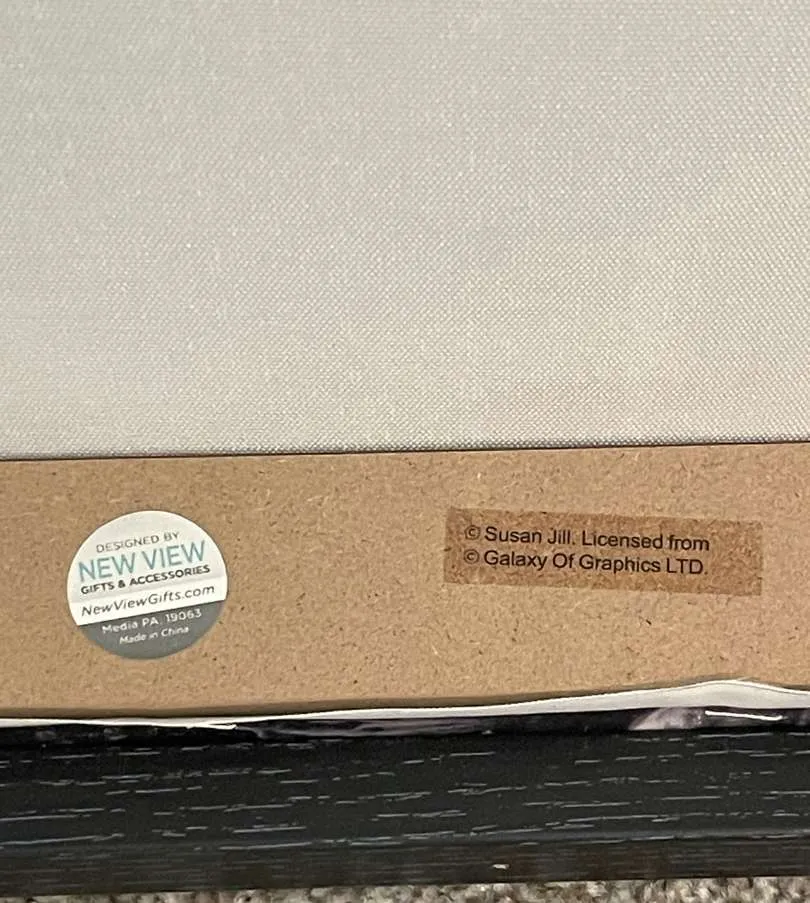 DESIGNED BY
NEW VIEW
GIFTS & ACCESSORIES
NewViewGifts.com
Media PA, 19063
Made in China
© Susan Jill. Licensed from
© Galaxy Of Graphics LTD.